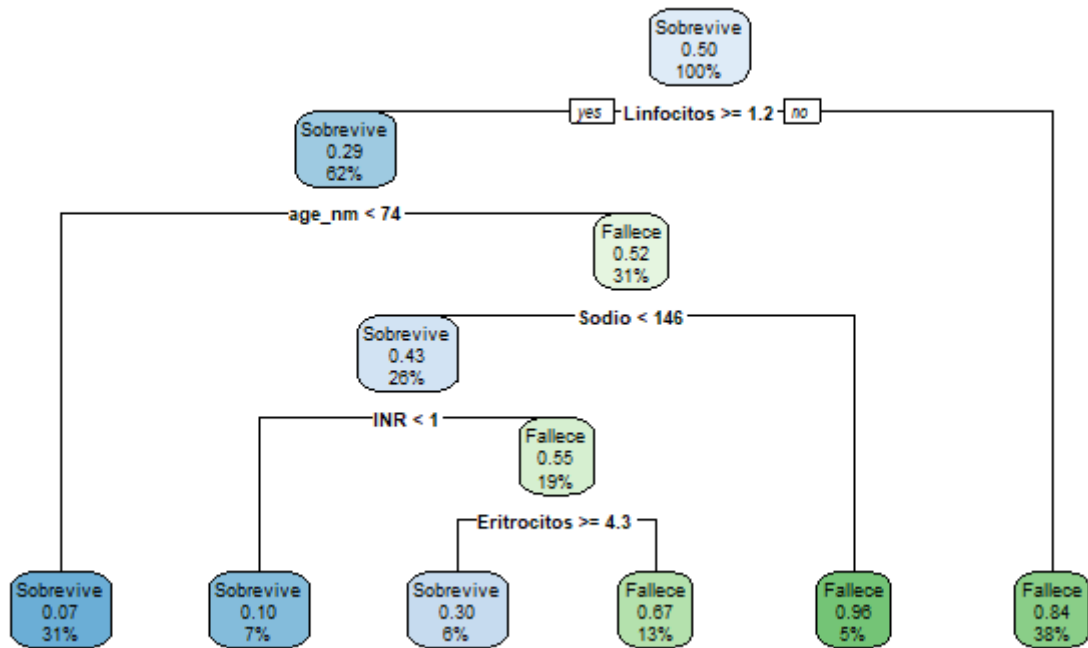 Sobrevive
0.50
100%
yes Linfocitos >= 1.2 no
Sobrevive
0.29
62%
age_nm < 74
Fallece
0.52
31%
Sodio < 146
Sobrevive
0.43
26%
INR < 1
Fallece
0.55
19%
Eritrocitos >= 4.3
Sobrevive
0.07
31%
Sobrevive
0.10
7%
Sobrevive
0.30
6%
Fallece
0.67
13%
Fallece
0.96
5%
Fallece
0.84
38%